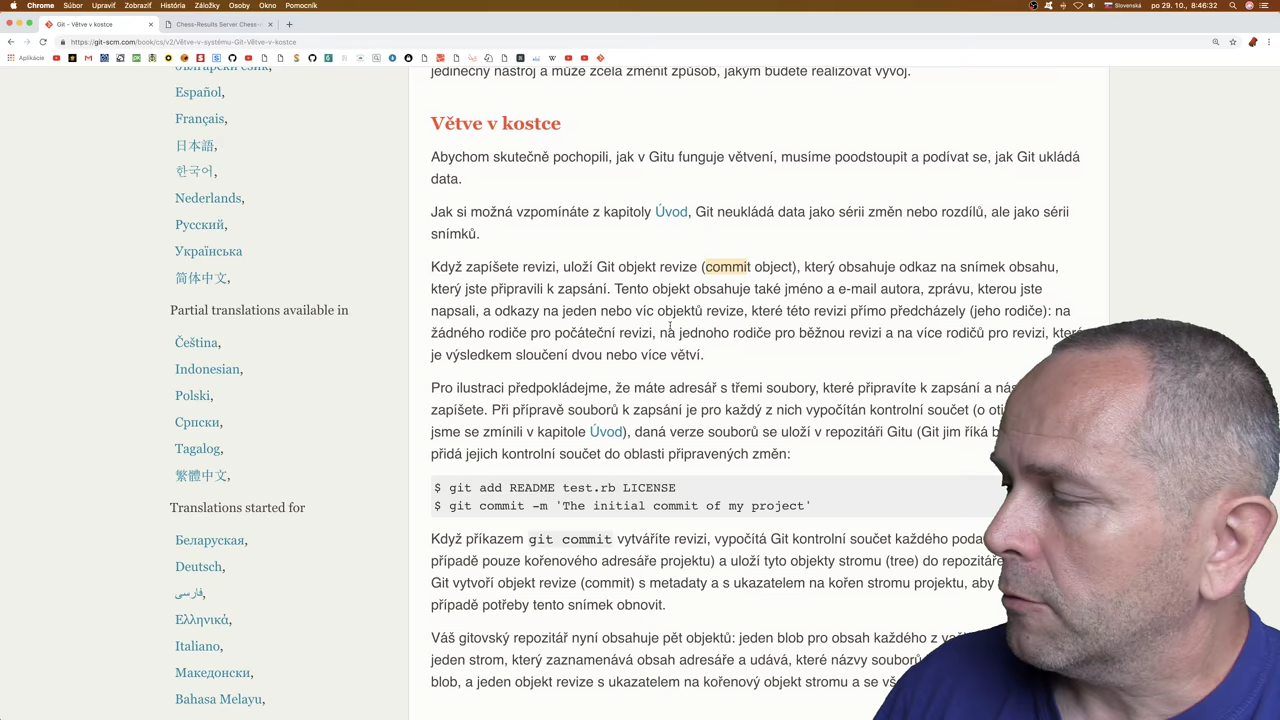 Chrome Súbor Upraviť Zobraziť História Záložky Osoby Okno Pomocník Slovenská po 29. 10., 8:46:32
Git - Větve v kostce Chess-Results Server Chess-
https://git-scm.com/book/cs/v2/Větve-v-systému-Git-Větve-v-kostce
Aplikácie
български език,
Español,
Français,
日本語,
한국어,
Nederlands,
Русский,
Українська
简体中文,
Partial translations available in
Čeština,
Indonesian,
Polski,
Српски,
Tagalog,
繁體中文,
Translations started for
Беларуская,
Deutsch,
فارسی,
Ελληνικά,
Italiano,
Македонски,
Bahasa Melayu,
jedinečný nástroj a může zcela změnit způsob, jakým budete realizovat vývoj.
Větve v kostce
Abychom skutečně pochopili, jak v Gitu funguje větvení, musíme poodstoupit a podívat se, jak Git ukládá
data.
Jak si možná vzpomínáte z kapitoly Úvod, Git neukládá data jako sérii změn nebo rozdílů, ale jako sérii
snímků.
Když zapíšete revizi, uloží Git objekt revize (commit object), který obsahuje odkaz na snímek obsahu,
který jste připravili k zapsání. Tento objekt obsahuje také jméno a e-mail autora, zprávu, kterou jste
napsali, a odkazy na jeden nebo víc objektů revize, které této revizi přímo předcházely (jeho rodiče): na
žádného rodiče pro počáteční revizi, na jednoho rodiče pro běžnou revizi a na více rodičů pro revizi, která
je výsledkem sloučení dvou nebo více větví.
Pro ilustraci předpokládejme, že máte adresář s třemi soubory, které připravíte k zapsání a
zapíšete. Při přípravě souborů k zapsání je pro každý z nich vypočítán kontrolní součet (o
jsme se zmínili v kapitole Úvod), daná verze souborů se uloží v repozitáři Gitu (Git jim říká
přidá jejich kontrolní součet do oblasti připravených změn:
$ git add README test.rb LICENSE
$ git commit -m 'The initial commit of my project'
Když příkazem git commit vytváříte revizi, vypočítá Git kontrolní součet každého
případě pouze kořenového adresáře projektu) a uloží tyto objekty stromu (tree) do
Git vytvoří objekt revize (commit) s metadaty a s ukazatelem na kořen stromu projektu, aby
případě potřeby tento snímek obnovit.
Váš gitovský repozitář nyní obsahuje pět objektů: jeden blob pro obsah každého z
jeden strom, který zaznamenává obsah adresáře a udává, které názvy
blob, a jeden objekt revize s ukazatelem na kořenový objekt stromu a se